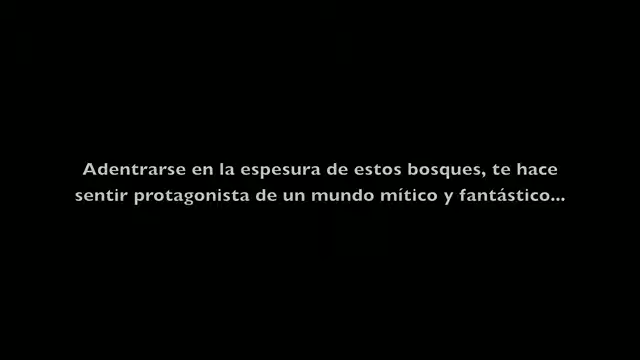 Adentrarse en la espesura de estos bosques, te hace
sentir protagonista de un mundo mítico y fantástico...